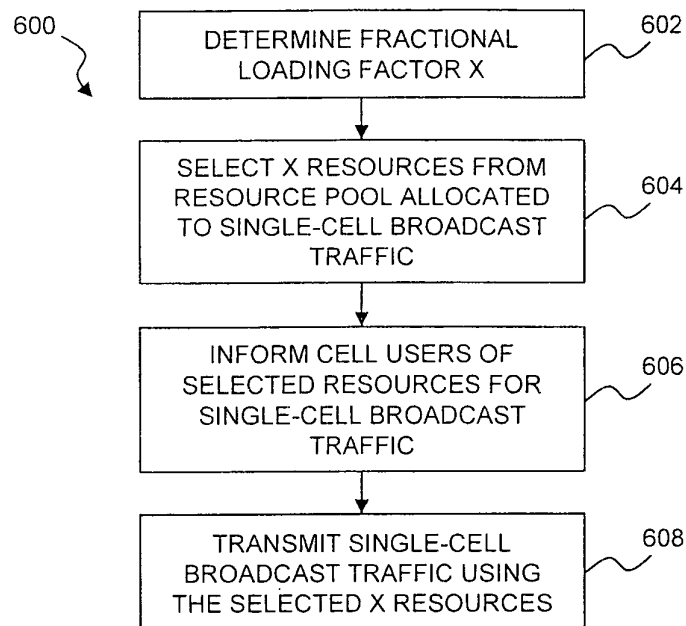 600
DETERMINE FRACTIONAL
LOADING FACTOR X
602
SELECT X RESOURCES FROM
RESOURCE POOL ALLOCATED
TO SINGLE-CELL BROADCAST
TRAFFIC
604
INFORM CELL USERS OF
SELECTED RESOURCES FOR
SINGLE-CELL BROADCAST
TRAFFIC
606
TRANSMIT SINGLE-CELL
BROADCAST TRAFFIC USING
THE SELECTED X RESOURCES
608